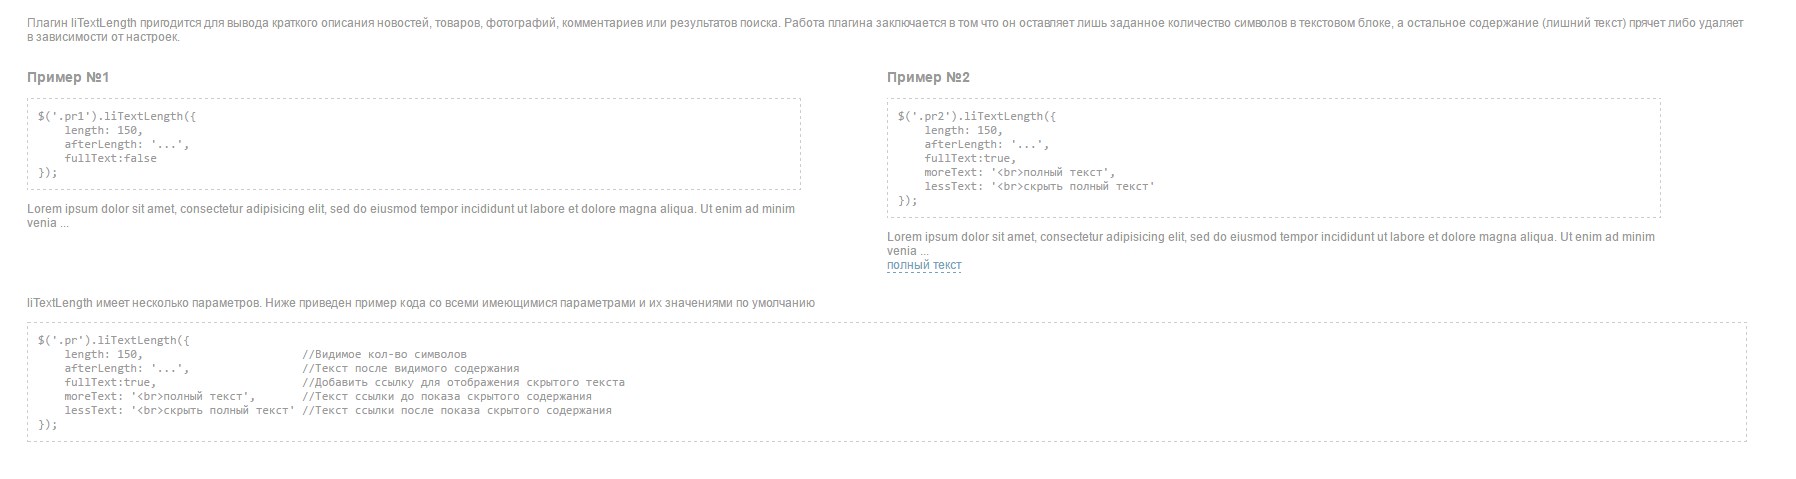 Плагин liTextLength пригодится для вывода краткого описания новостей, товаров, фотографий, комментариев или результатов поиска. Работа плагина заключается в том что он оставляет лишь заданное количество символов в текстовом блоке, а остальное содержание (лишний текст) прячет либо удаляет
в зависимости от настроек.
Пример №1
$('.pr1').liTextLength({
    length: 150,
    afterLength: '...',
    fullText:false
});
Lorem ipsum dolor sit amet, consectetur adipisicing elit, sed do eiusmod tempor incididunt ut labore et dolore magna aliqua. Ut enim ad minim
venia ...
Пример №2
$('.pr2').liTextLength({
    length: 150,
    afterLength: '...',
    fullText:true,
    moreText: '<br>полный текст',
    lessText: '<br>скрыть полный текст'
});
Lorem ipsum dolor sit amet, consectetur adipisicing elit, sed do eiusmod tempor incididunt ut labore et dolore magna aliqua. Ut enim ad minim
venia ...
полный текст
liTextLength имеет несколько параметров. Ниже приведен пример кода со всеми имеющимися параметрами и их значениями по умолчанию
$('.pr').liTextLength({
    length: 150,                        //Видимое кол-во символов
    afterLength: '...',                 //Текст после видимого содержания
    fullText:true,                      //Добавить ссылку для отображения скрытого текста
    moreText: '<br>полный текст',       //Текст ссылки до показа скрытого содержания
    lessText: '<br>скрыть полный текст' //Текст ссылки после показа скрытого содержания
});